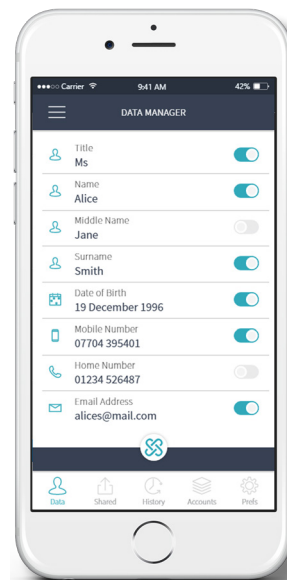 Carrier 9:41 AM 42%
DATA MANAGER
Title
Ms
Name
Alice
Middle Name
Jane
Surname
Smith
Date of Birth
19 December 1996
Mobile Number
07704 395401
Home Number
01234 526487
Email Address
alices@mail.com
Data Shared History Accounts Prefs